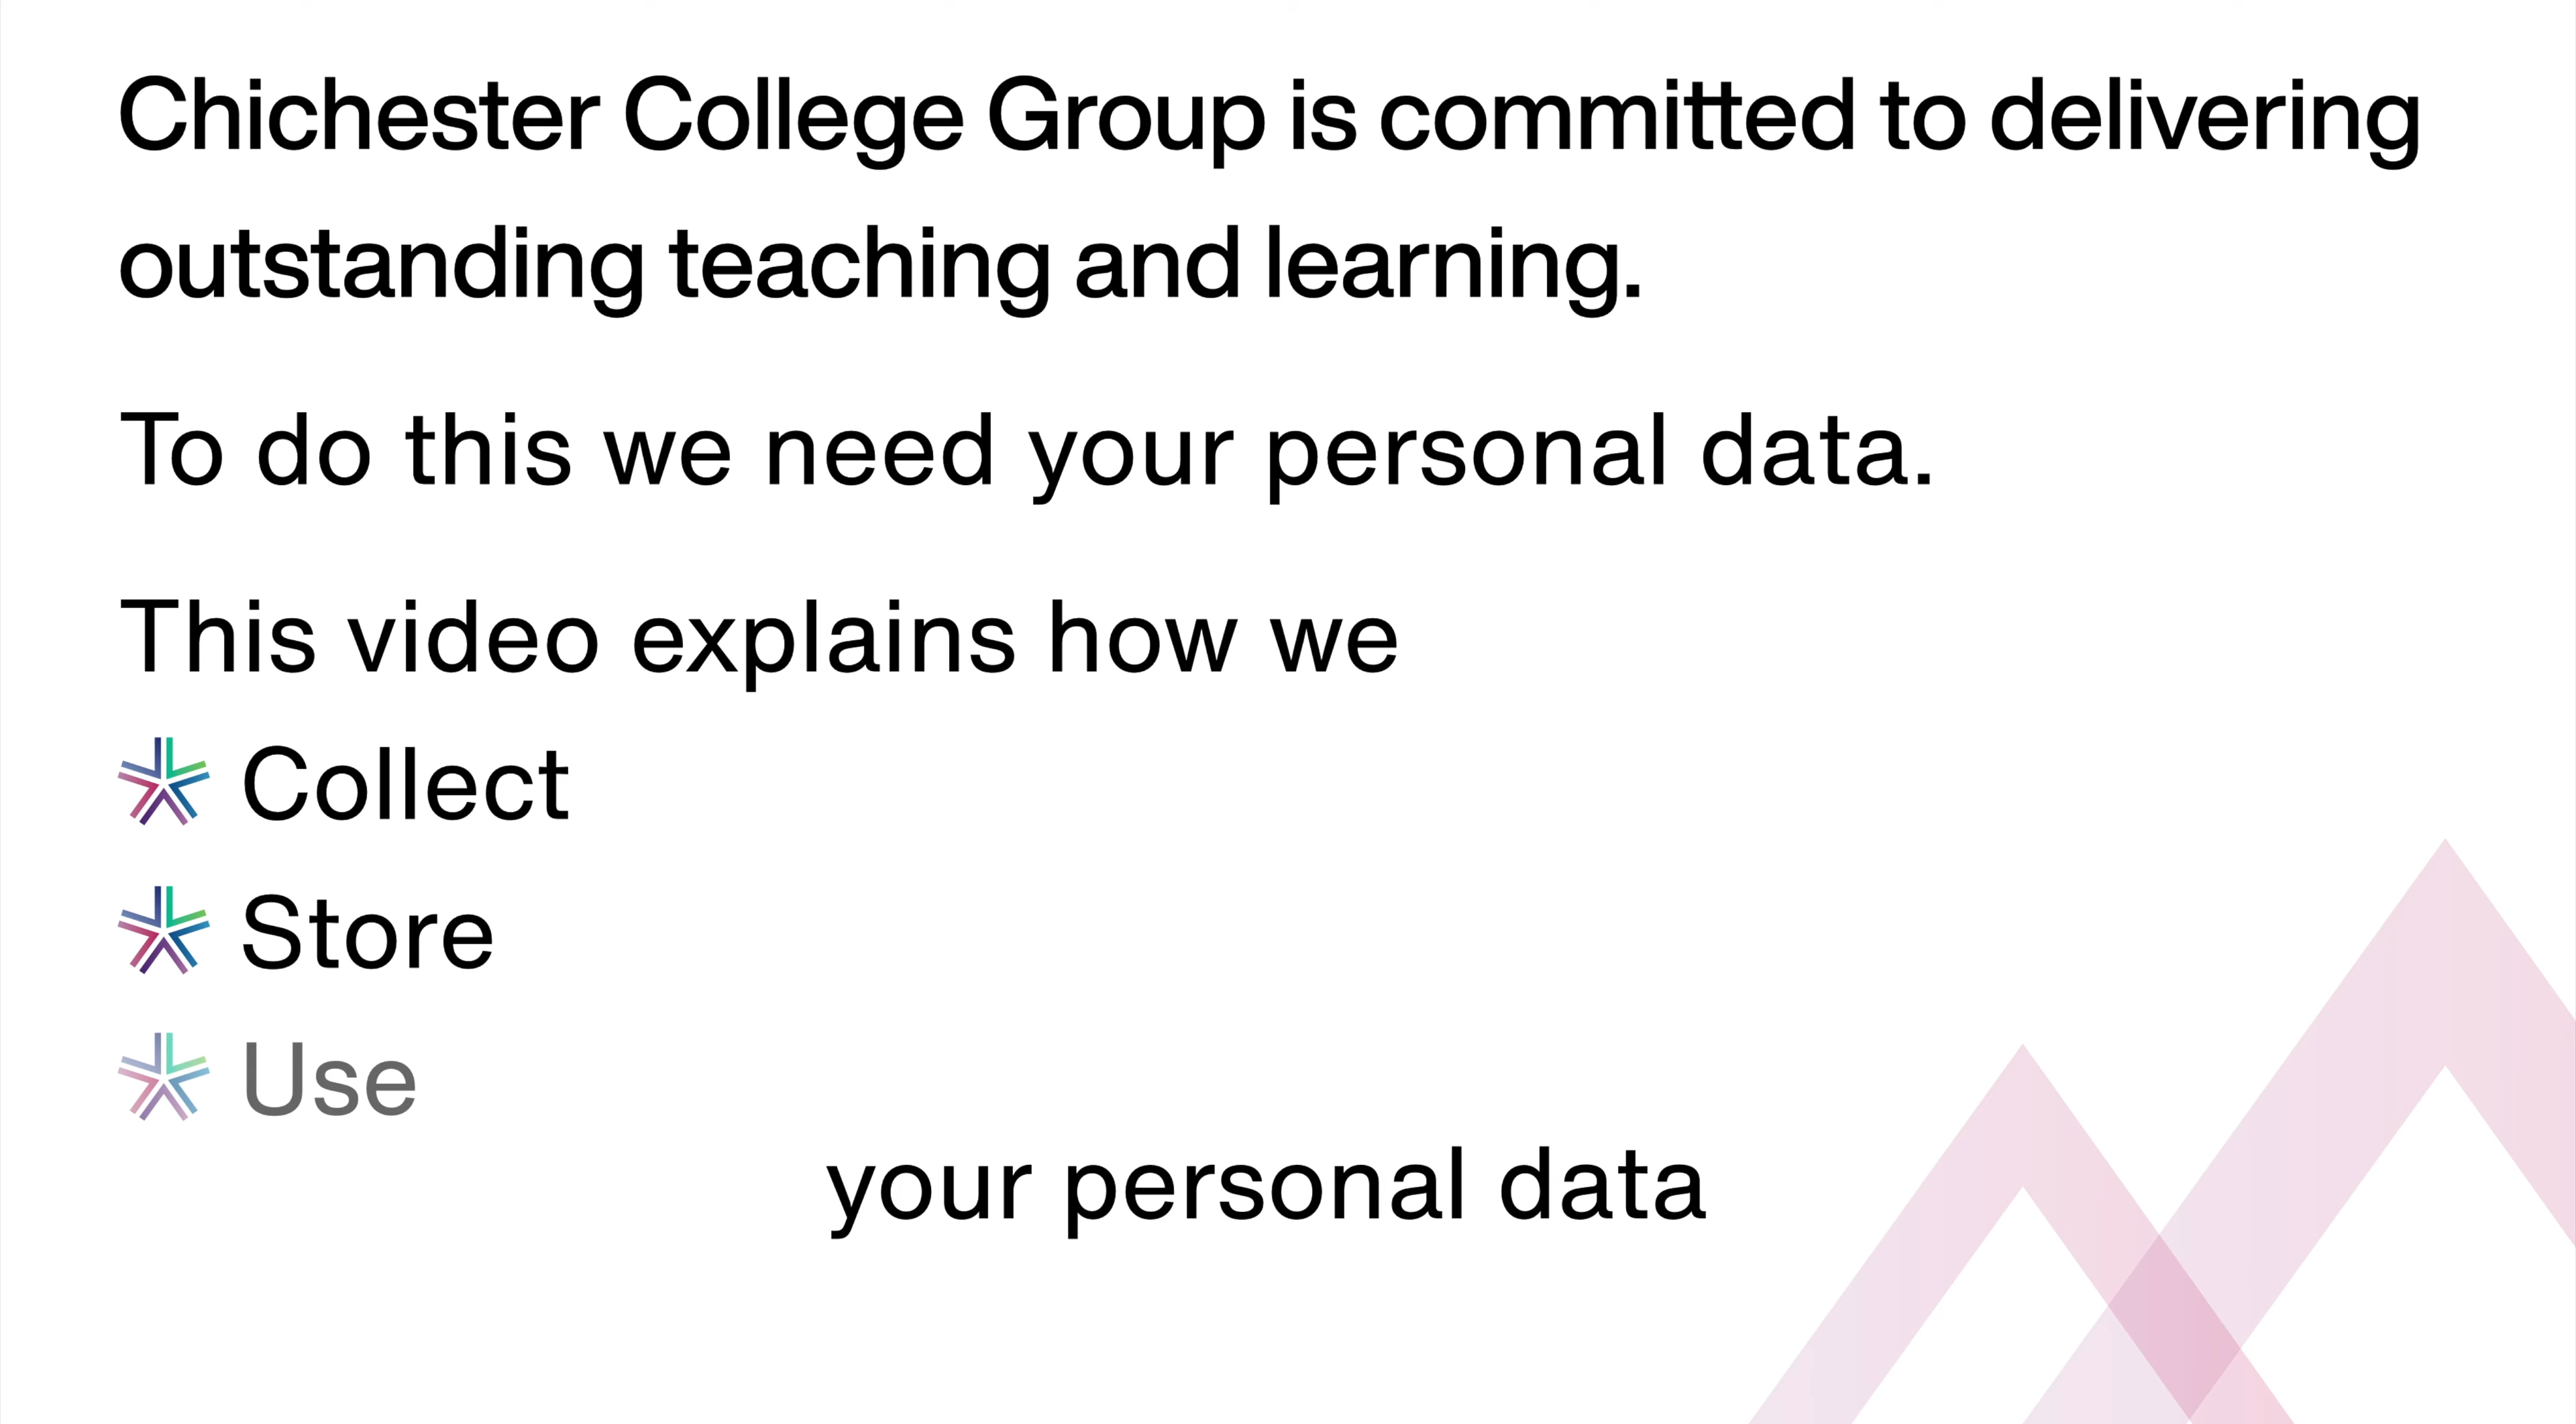 Chichester College Group is committed to delivering
outstanding teaching and learning.
To do this we need your personal data.
This video explains how we
Collect
Store
Use
your personal data